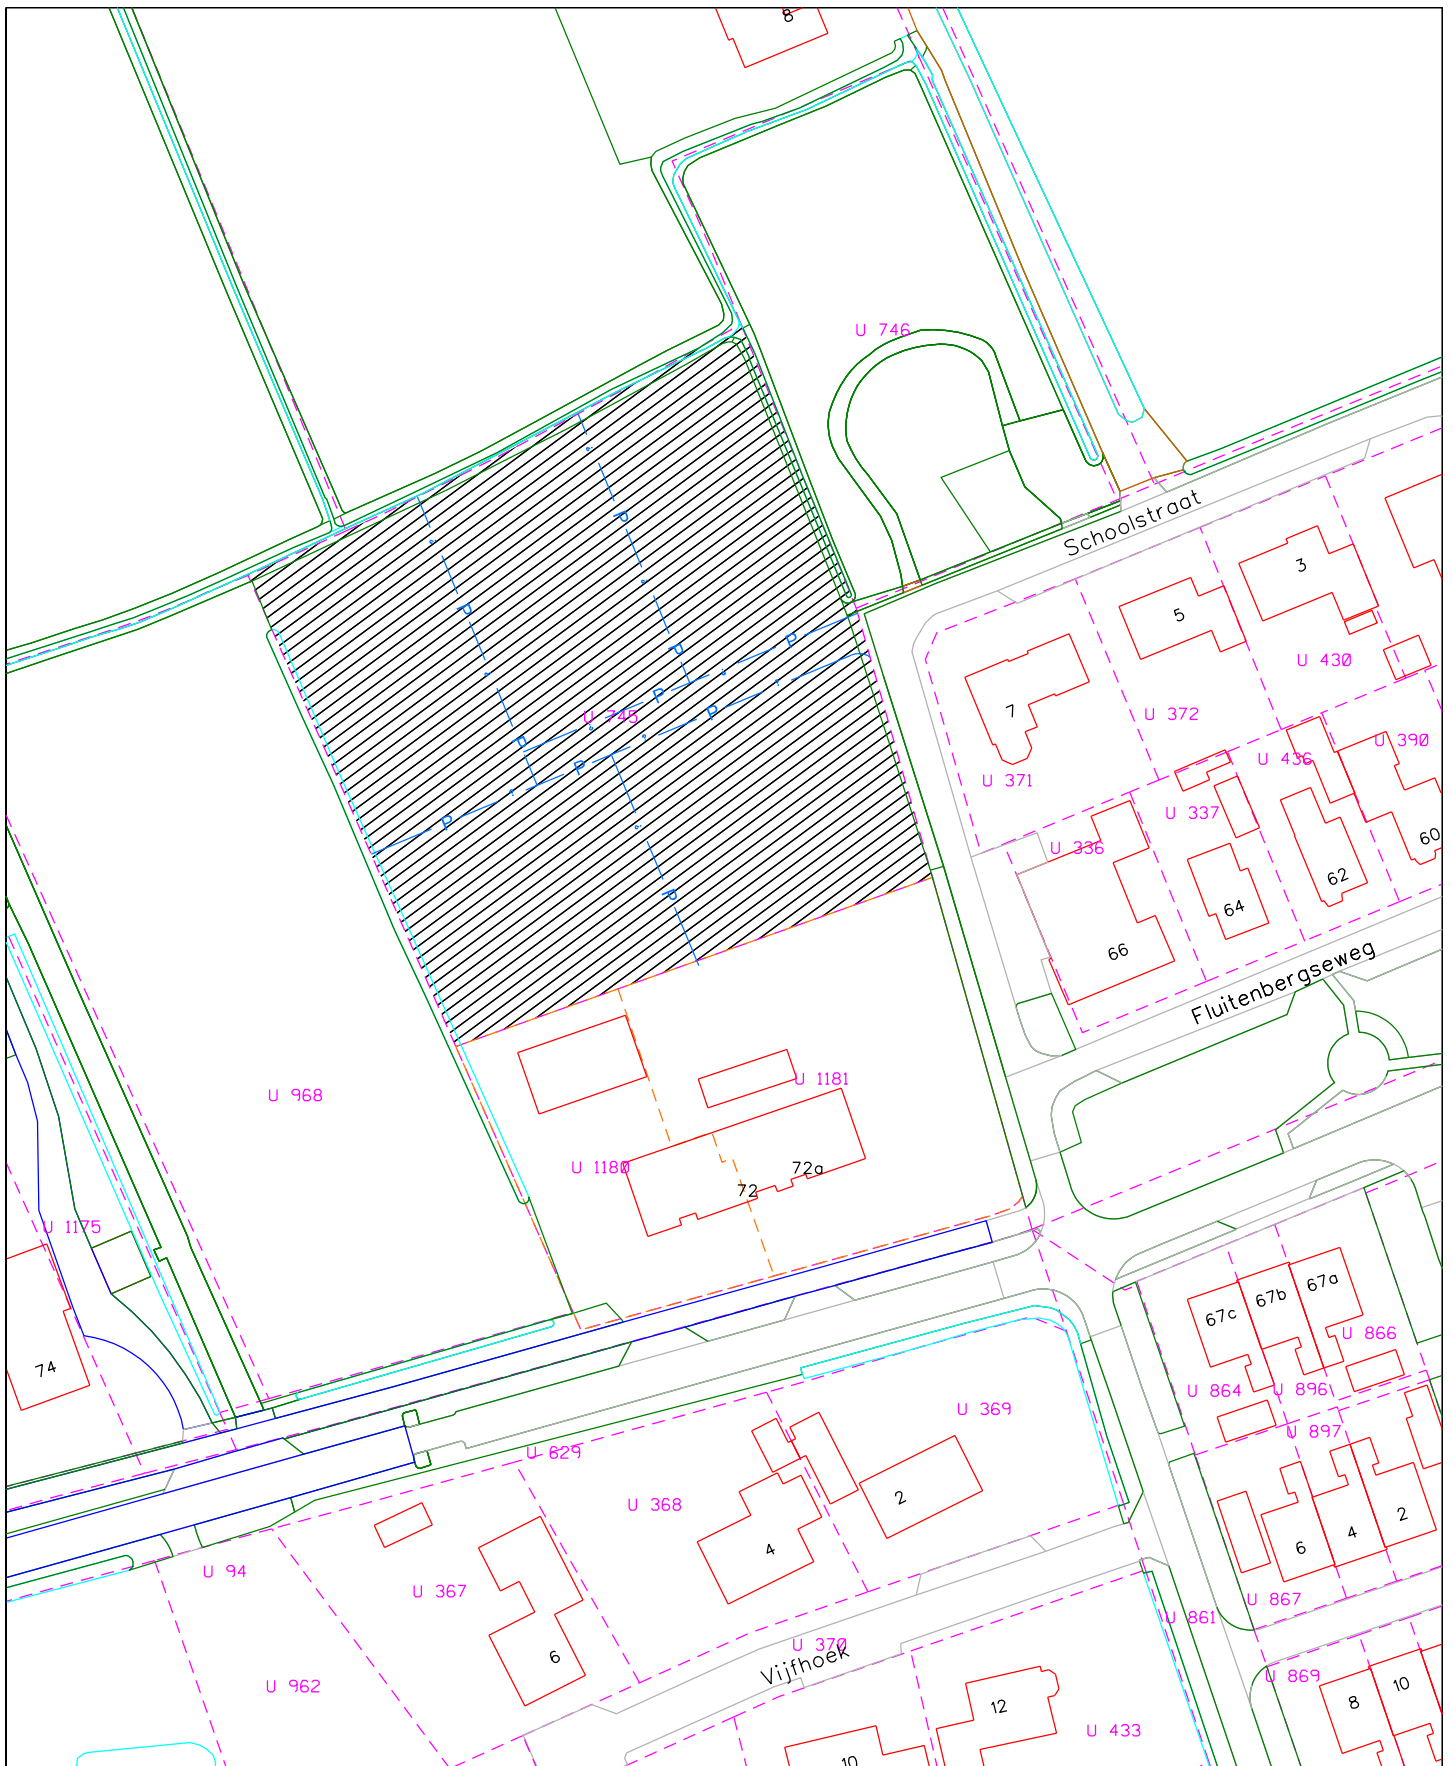 8
U 746
Schoolstraat
3
5
U 430
P
P
P
P
P
7
U 372
U 745
P
P
P
U 390
U 436
U 371
P
U 337
P
U 336
60
62
P
64
66
Fluitenbergseweg
U 968
U 1181
U 1180
72a
72
U 1175
67a
67b
67c
U 866
74
U 864
U 896
U 369
U 897
U 629
2
U 368
2
4
6
4
U 94
U 367
U 867
U 861
U 370
Vijfhoek
6
U 869
U 962
10
8
12
U 433
10